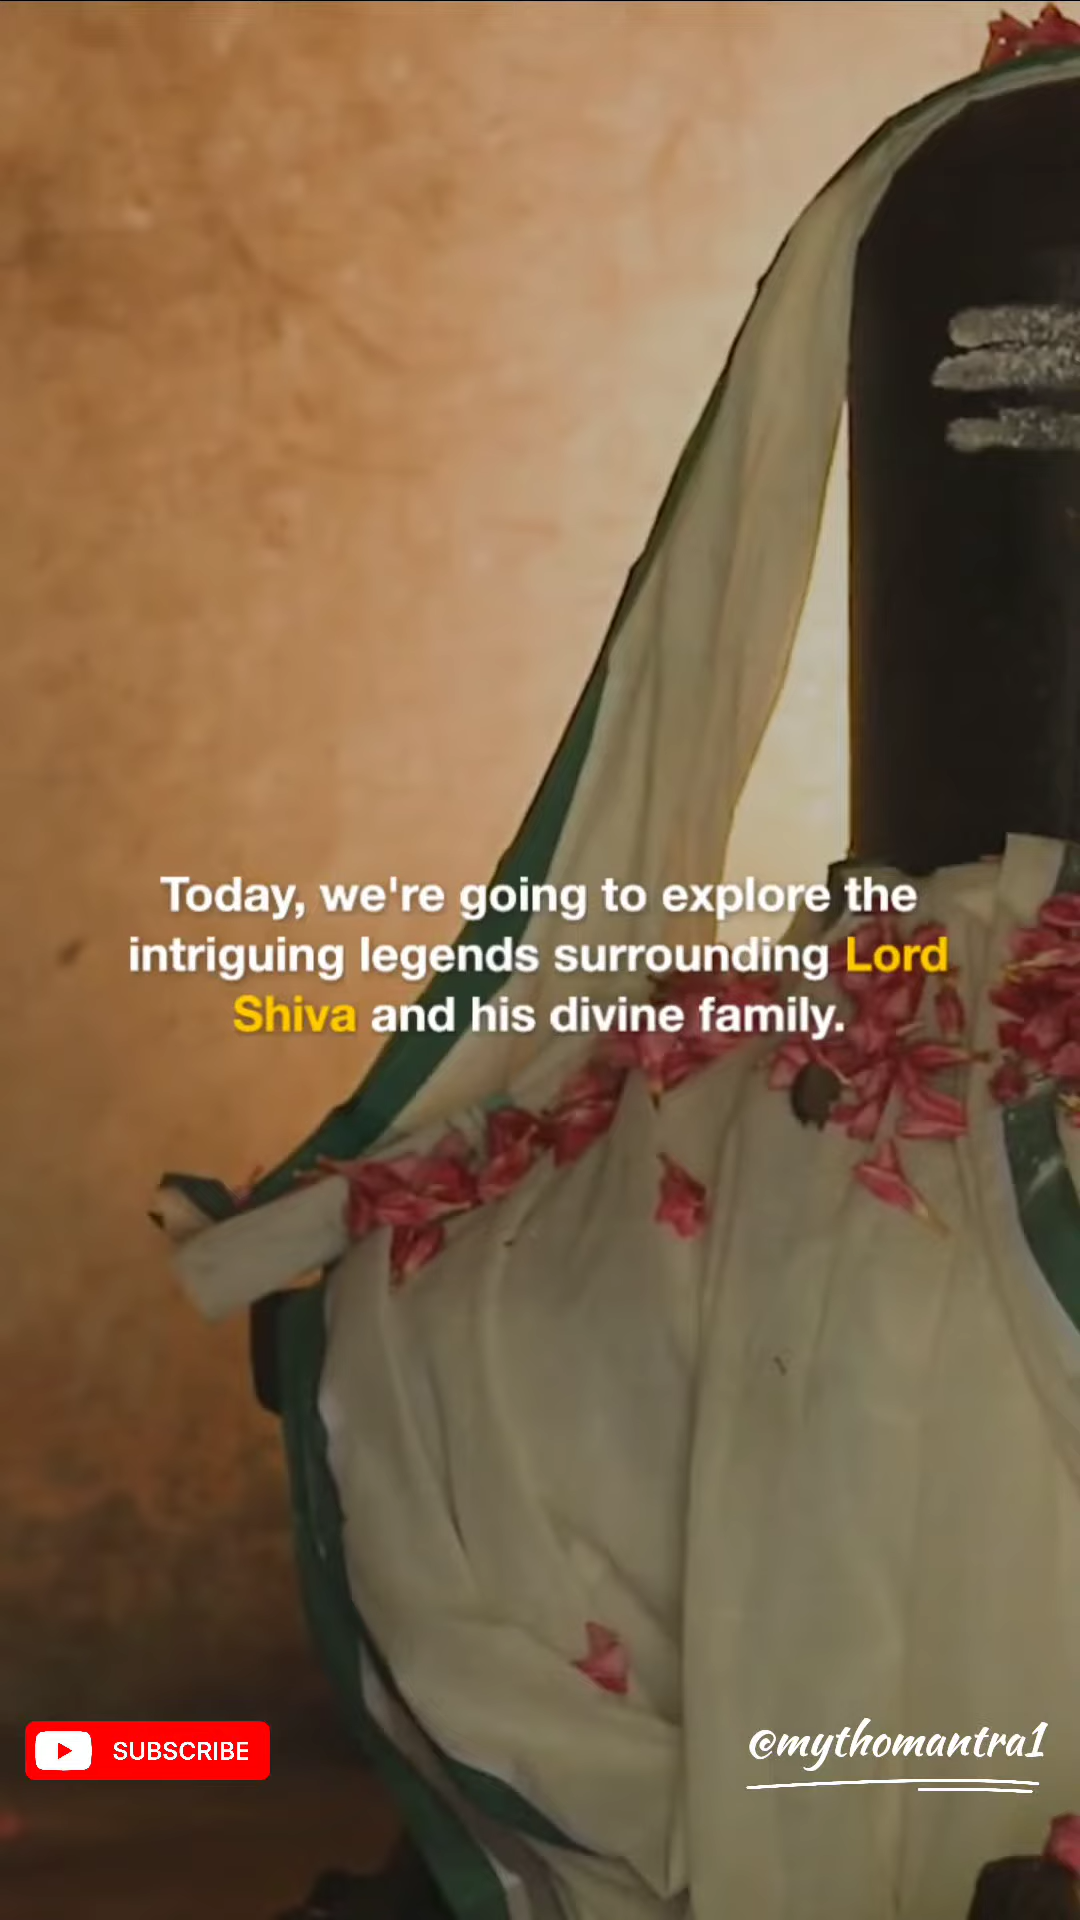 Today, we're going to explore the
intriguing legends surrounding Lord
Shiva and his divine family.
SUBSCRIBE
@mythomantra1